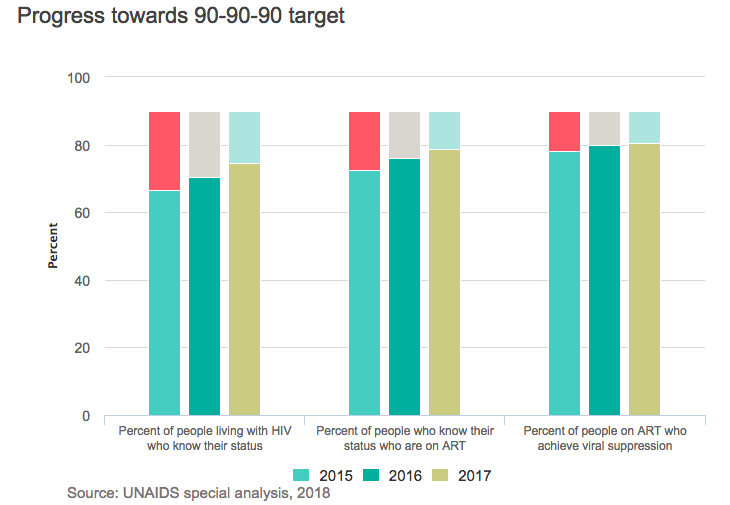 Progress towards 90-90-90 target
100
80
60
40
20
0
Percent
Percent of people living with HIV
who know their status
Percent of people who know their
status who are on ART
Percent of people on ART who
achieve viral suppression
2015 2016 2017
Source: UNAIDS special analysis, 2018